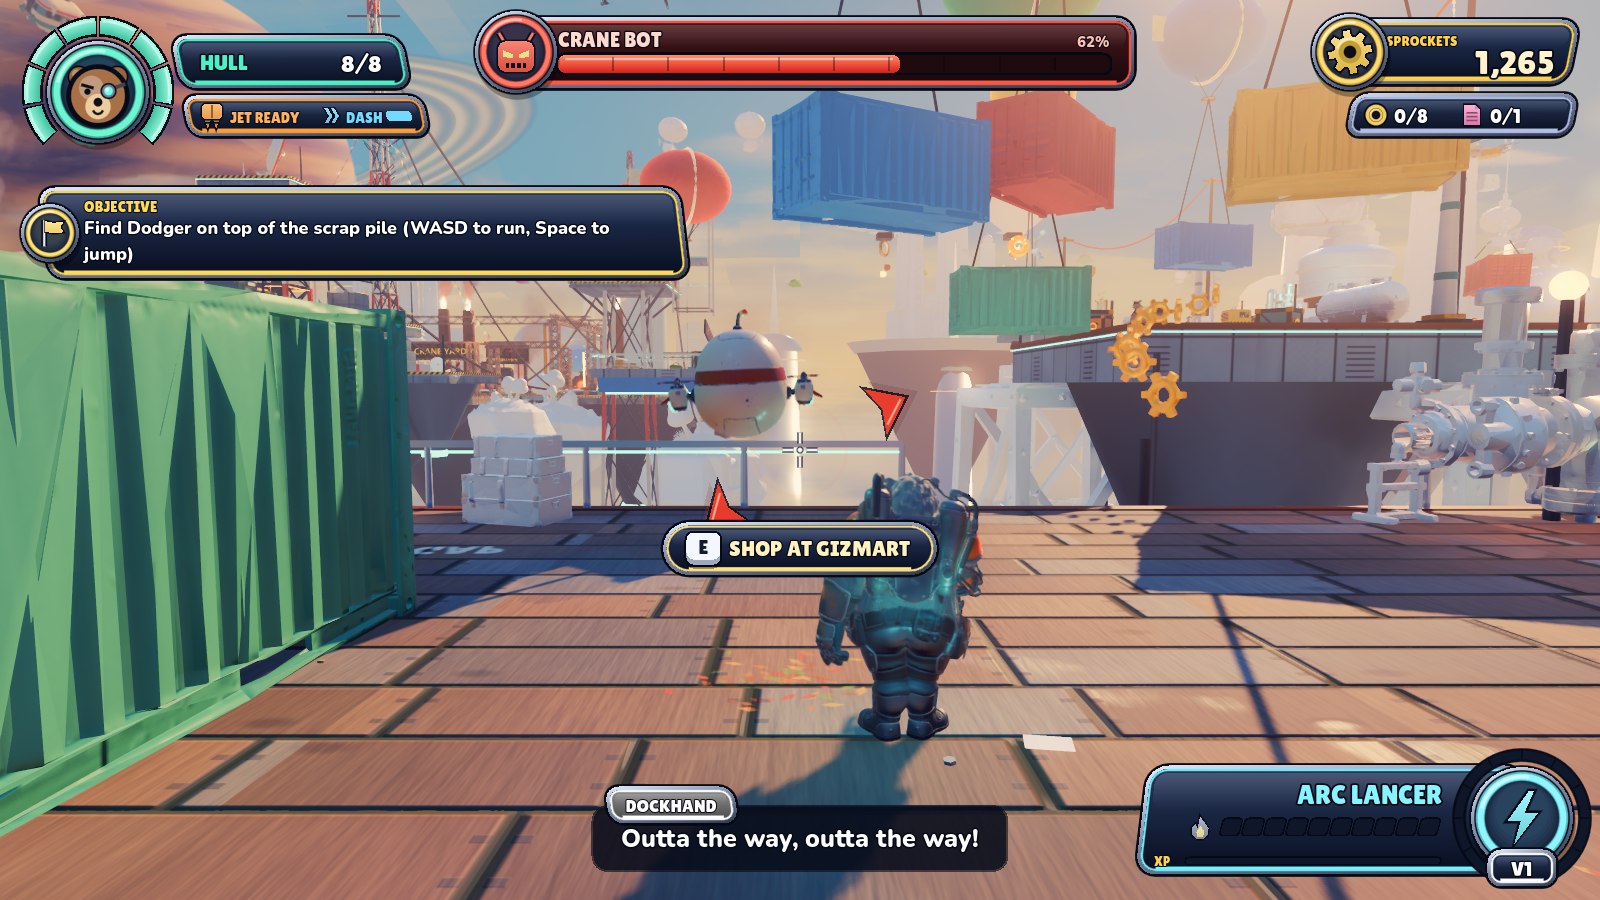 HULL
8/8
JET READY
DASH
CRANE BOT
62%
SPROCKETS
1,265
0/8
0/1
OBJECTIVE
Find Dodger on top of the scrap pile (WASD to run, Space to
jump)
CRANE YARD
E
SHOP AT GIZMART
DOCKHAND
Outta the way, outta the way!
ARC LANCER
XP
V1